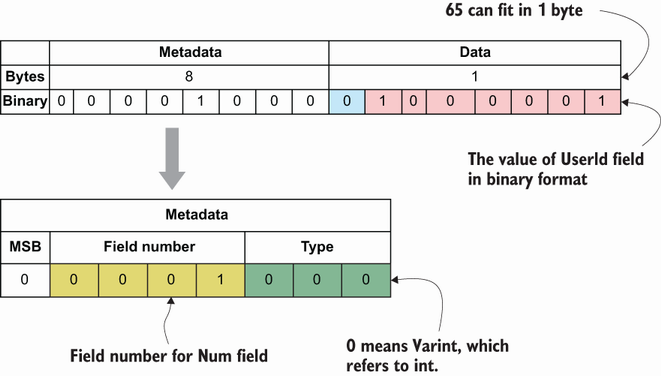 65 can fit in 1 byte
Metadata Data
Bytes 8 1
Binary 0 0 0 0 1 0 0 0 0 1 0 0 0 0 0 1
The value of UserId field
in binary format
Metadata
MSB Field number Type
0 0 0 0 1 0 0 0
Field number for Num field
0 means Varint, which
refers to int.